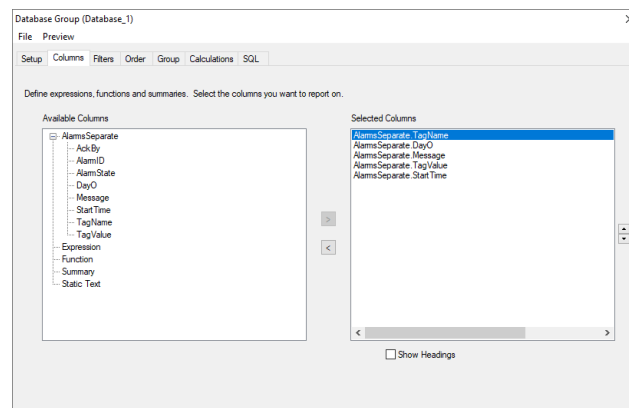 Database Group (Database_1)
File Preview
Setup Columns Filters Order Group Calculations SQL
Define expressions, functions and summaries. Select the columns you want to report on.
Available Columns
AlarmsSeparate
AckBy
AlarmID
AlarmState
DayO
Message
StartTime
TagName
TagValue
Expression
Function
Summary
Static Text
>
<
Selected Columns
AlarmsSeparate.TagName
AlarmsSeparate.DayO
AlarmsSeparate.Message
AlarmsSeparate.TagValue
AlarmsSeparate.StartTime
Show Headings